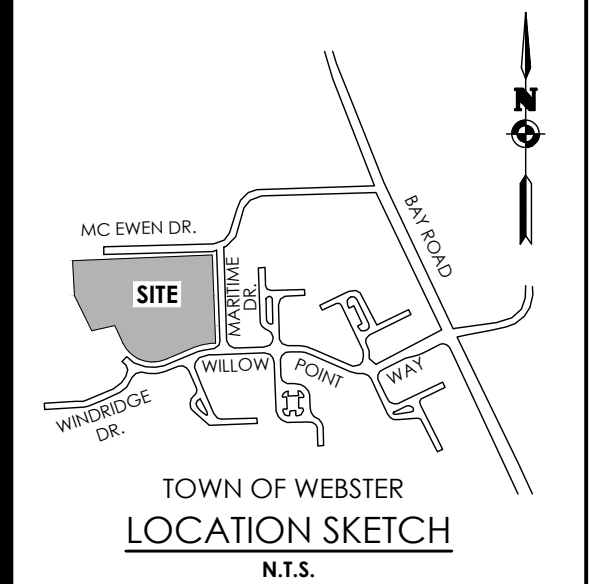 N
BAY ROAD
MC EWEN DR.
MARITIME
DR.
SITE
WILLOW POINT WAY
WINDRIDGE
DR.
TOWN OF WEBSTER
LOCATION SKETCH
N.T.S.